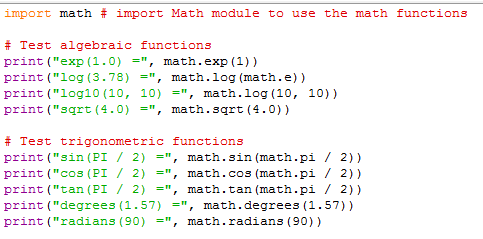 import math # import Math module to use the math functions
# Test algebraic functions
print("exp(1.0) =", math.exp(1))
print("log(3.78) =", math.log(math.e))
print("log10(10, 10) =", math.log(10, 10))
print("sqrt(4.0) =", math.sqrt(4.0))
# Test trigonometric functions
print("sin(PI / 2) =", math.sin(math.pi / 2))
print("cos(PI / 2) =", math.cos(math.pi / 2))
print("tan(PI / 2) =", math.tan(math.pi / 2))
print("degrees(1.57) =", math.degrees(1.57))
print("radians(90) =", math.radians(90))